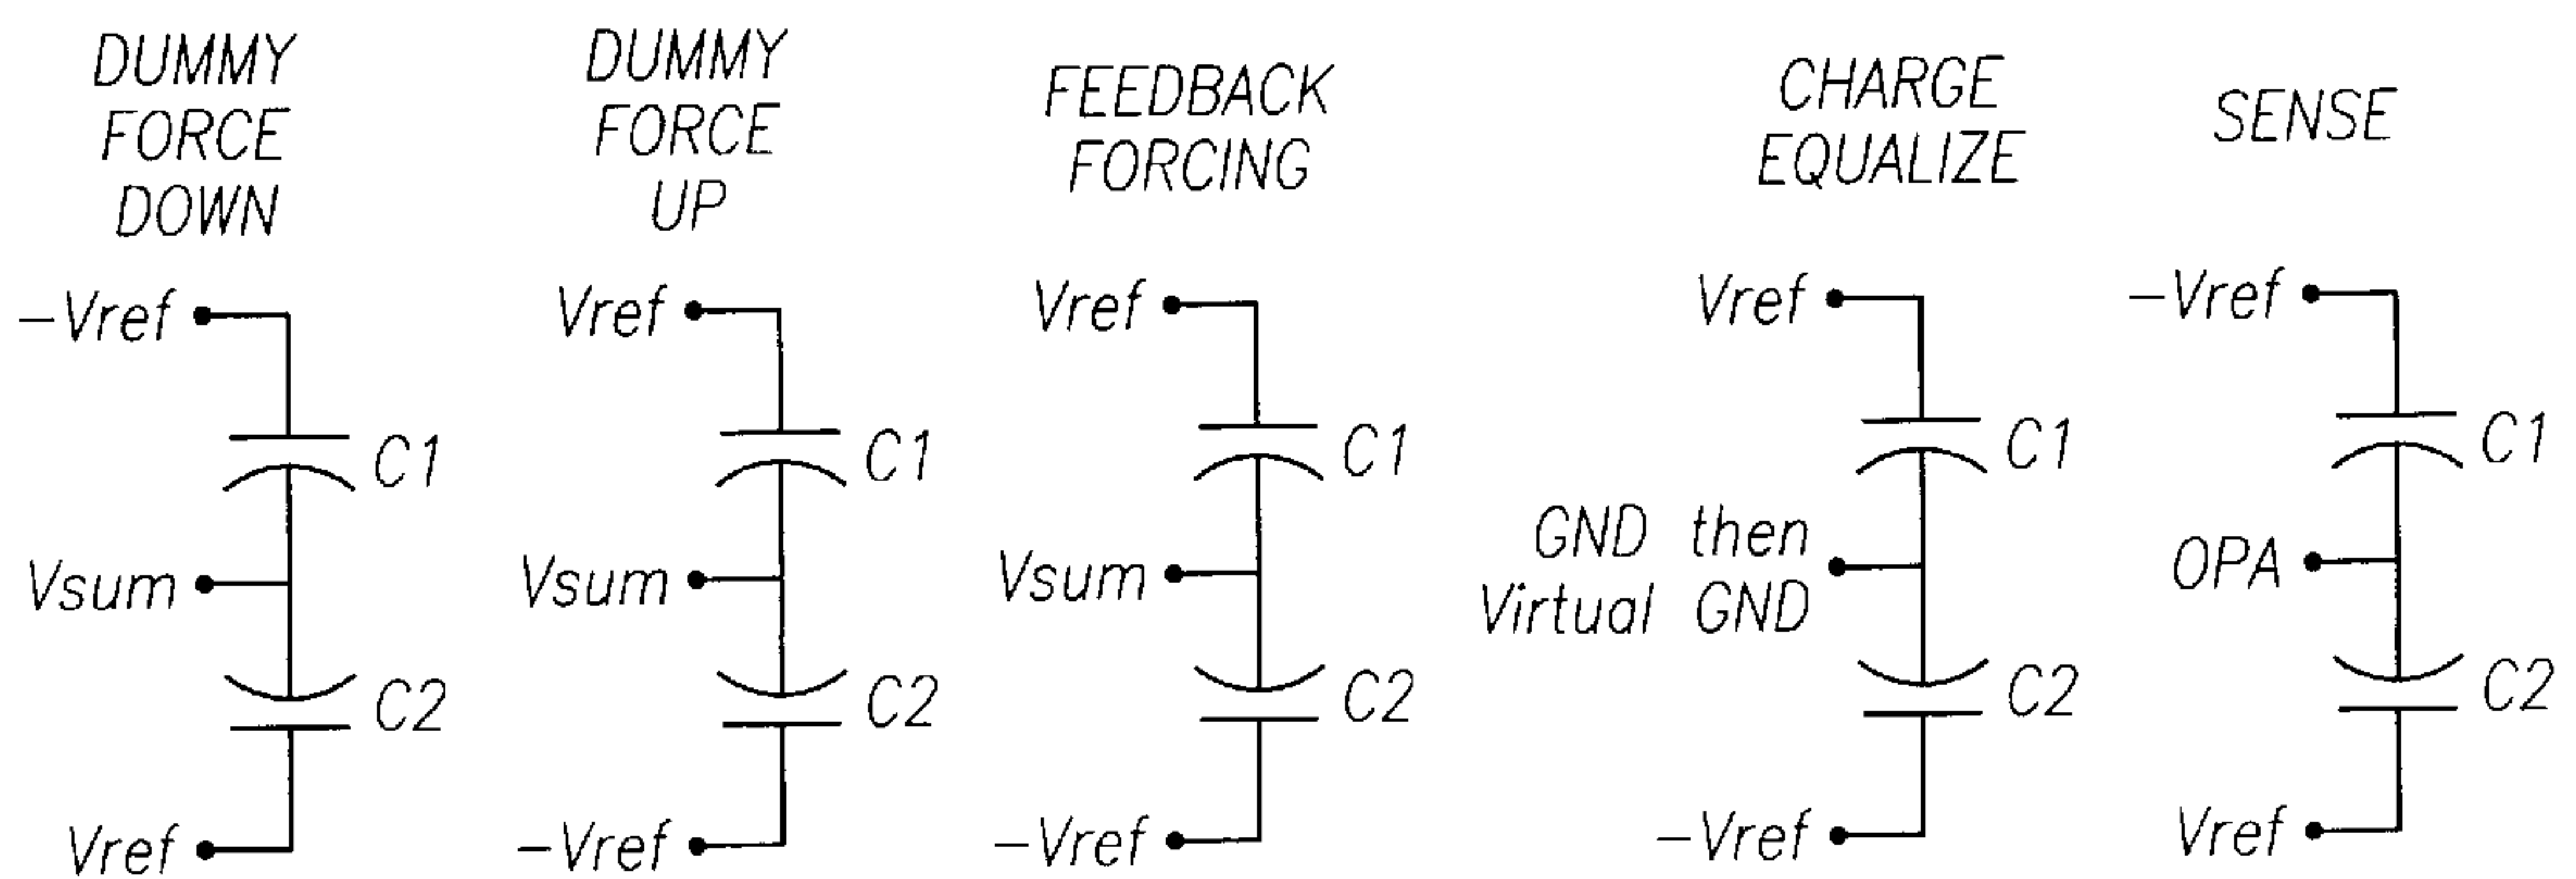 DUMMY
FORCE
DOWN
-Vref
C1
Vsum
C2
Vref
DUMMY
FORCE
UP
Vref
C1
Vsum
C2
-Vref
FEEDBACK
FORCING
Vref
C1
Vsum
C2
-Vref
CHARGE
EQUALIZE
Vref
C1
GND then
Virtual GND
C2
-Vref
SENSE
-Vref
C1
OPA
C2
Vref